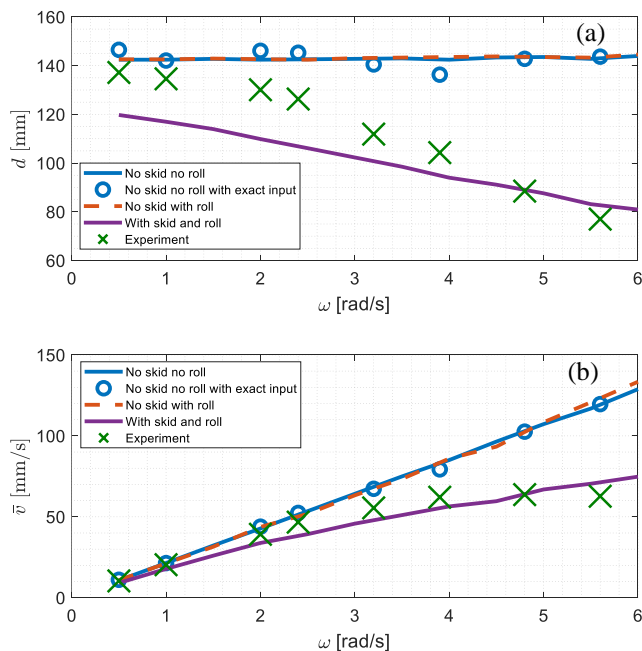 (a)
160
140
120
100
80
60
d [mm]
No skid no roll
No skid no roll with exact input
No skid with roll
With skid and roll
Experiment
0 1 2 3 4 5 6
ω [rad/s]
(b)
150
100
50
0
v̄ [mm/s]
No skid no roll
No skid no roll with exact input
No skid with roll
With skid and roll
Experiment
0 1 2 3 4 5 6
ω [rad/s]